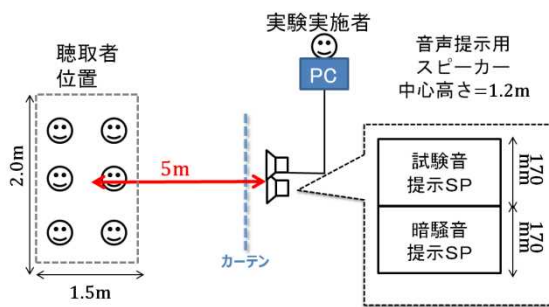 実験実施者
PC
聴取者
位置
2.0m
1.5m
5m
カーテン
音声提示用
スピーカー
中心高さ=1.2m
試験音
提示SP
170
mm
暗騒音
提示SP
170
mm